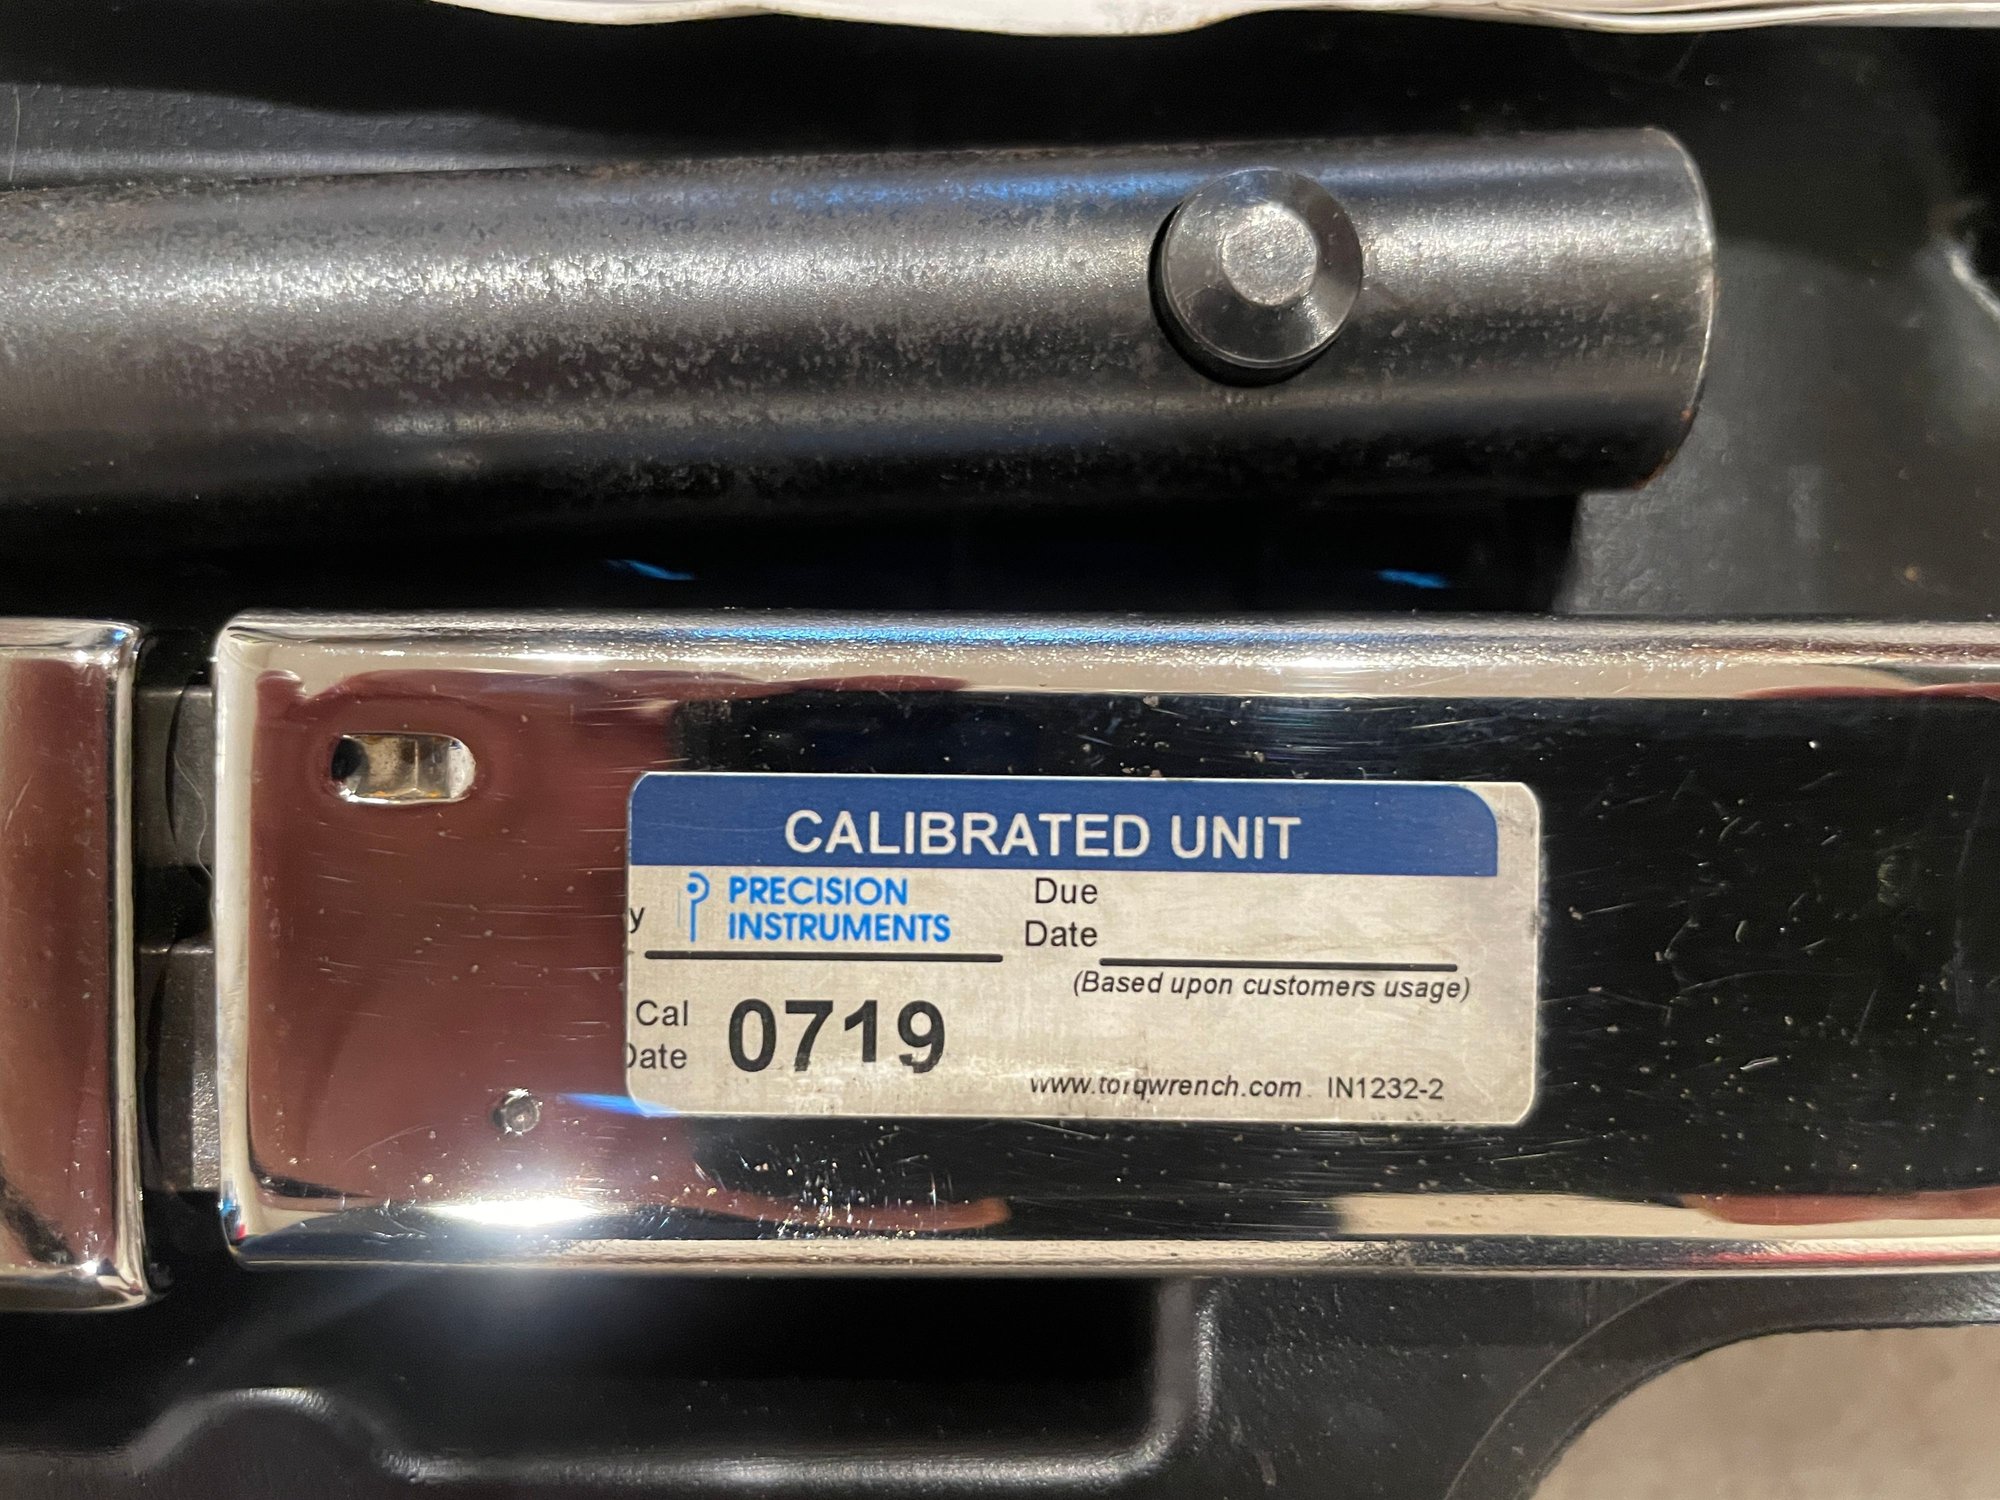 CALIBRATED UNIT
y PRECISION INSTRUMENTS
Due Date
(Based upon customers usage)
Cal Date 0719
www.torqwrench.com IN1232-2